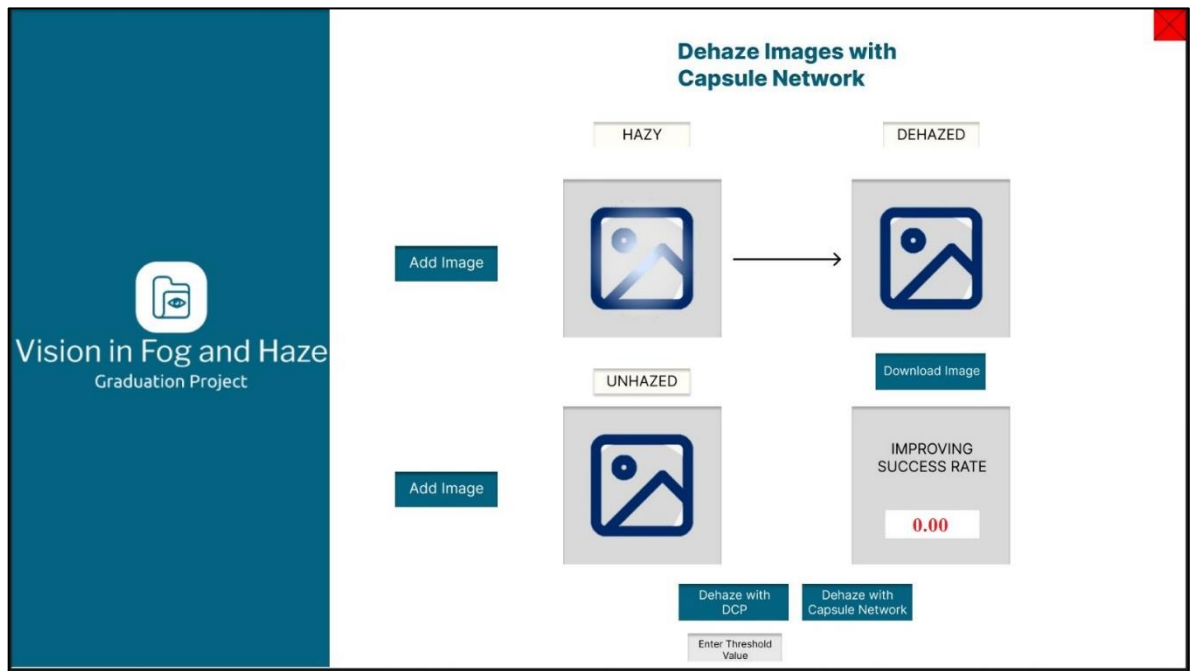 Vision in Fog and Haze
Graduation Project
Dehaze Images with
Capsule Network
HAZY
DEHAZED
Add Image
Download Image
UNHAZED
Add Image
IMPROVING
SUCCESS RATE
0.00
Dehaze with
DCP
Dehaze with
Capsule Network
Enter Threshold
Value